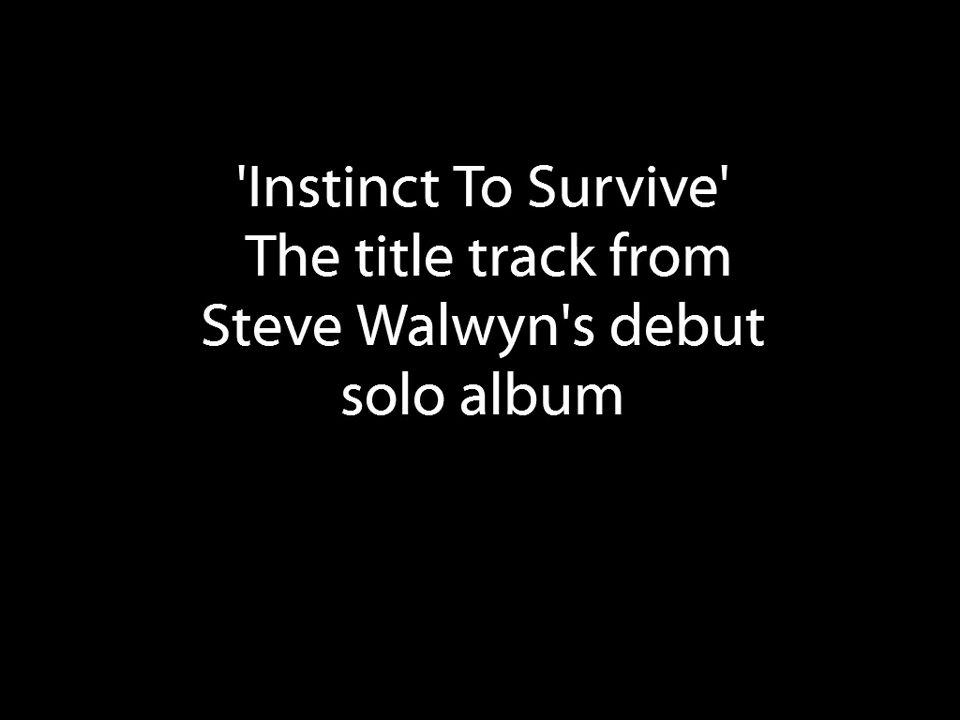 'Instinct To Survive'
The title track from
Steve Walwyn's debut
solo album